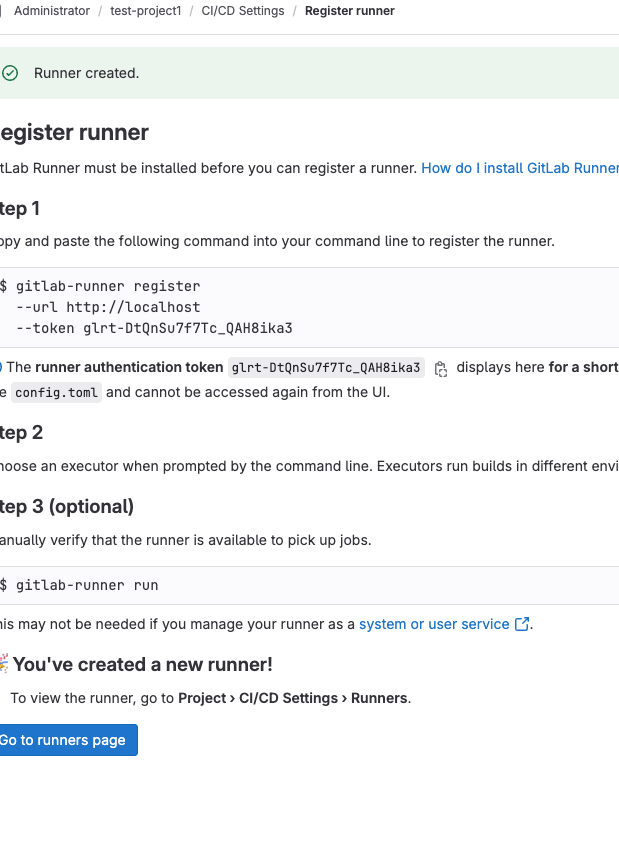 Administrator / test-project1 / CI/CD Settings / Register runner
Runner created.
egister runner
tLab Runner must be installed before you can register a runner. How do I install GitLab Runner
tep 1
opy and paste the following command into your command line to register the runner.
$ gitlab-runner register
--url http://localhost
--token glrt-DtQnSu7f7Tc_QAH8ika3
The runner authentication token glrt-DtQnSu7f7Tc_QAH8ika3 displays here for a short
e config.toml and cannot be accessed again from the UI.
tep 2
hoose an executor when prompted by the command line. Executors run builds in different envi
tep 3 (optional)
anually verify that the runner is available to pick up jobs.
$ gitlab-runner run
his may not be needed if you manage your runner as a system or user service.
You've created a new runner!
To view the runner, go to Project › CI/CD Settings › Runners.
Go to runners page